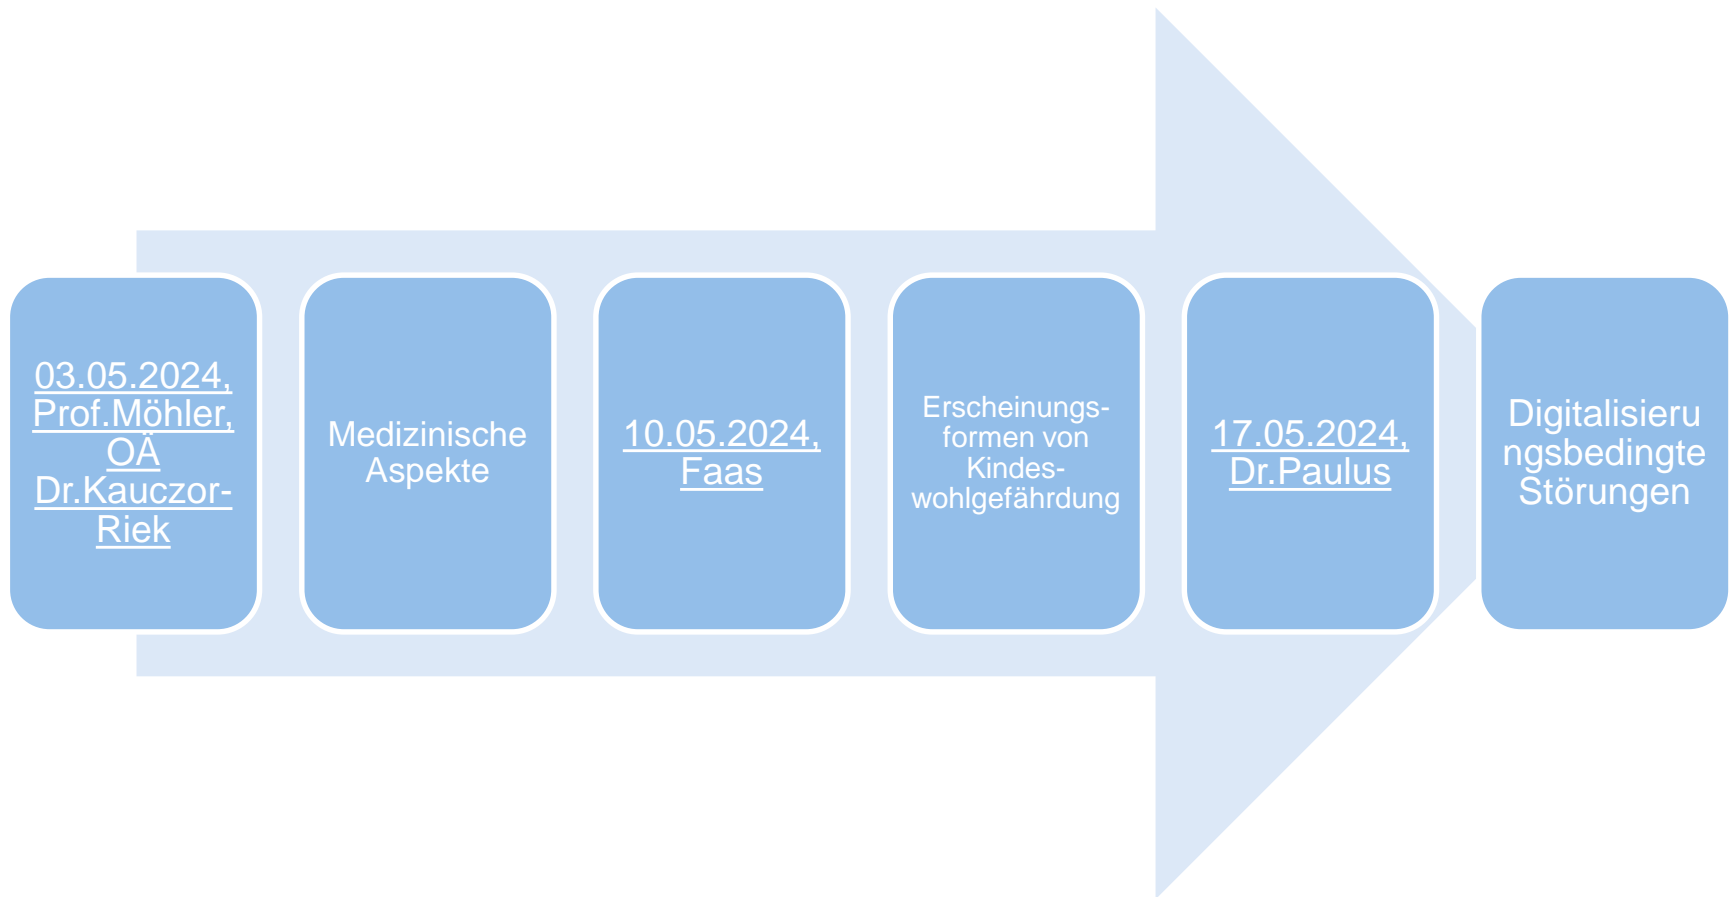 03.05.2024,
Prof.Möhler,
OÄ
Dr.Kauczor-
Riek
Medizinische
Aspekte
10.05.2024,
Faas
Erscheinungs-
formen von
Kindes-
wohlgefährdung
17.05.2024,
Dr.Paulus
Digitalisieru
ngsbedingte
Störungen